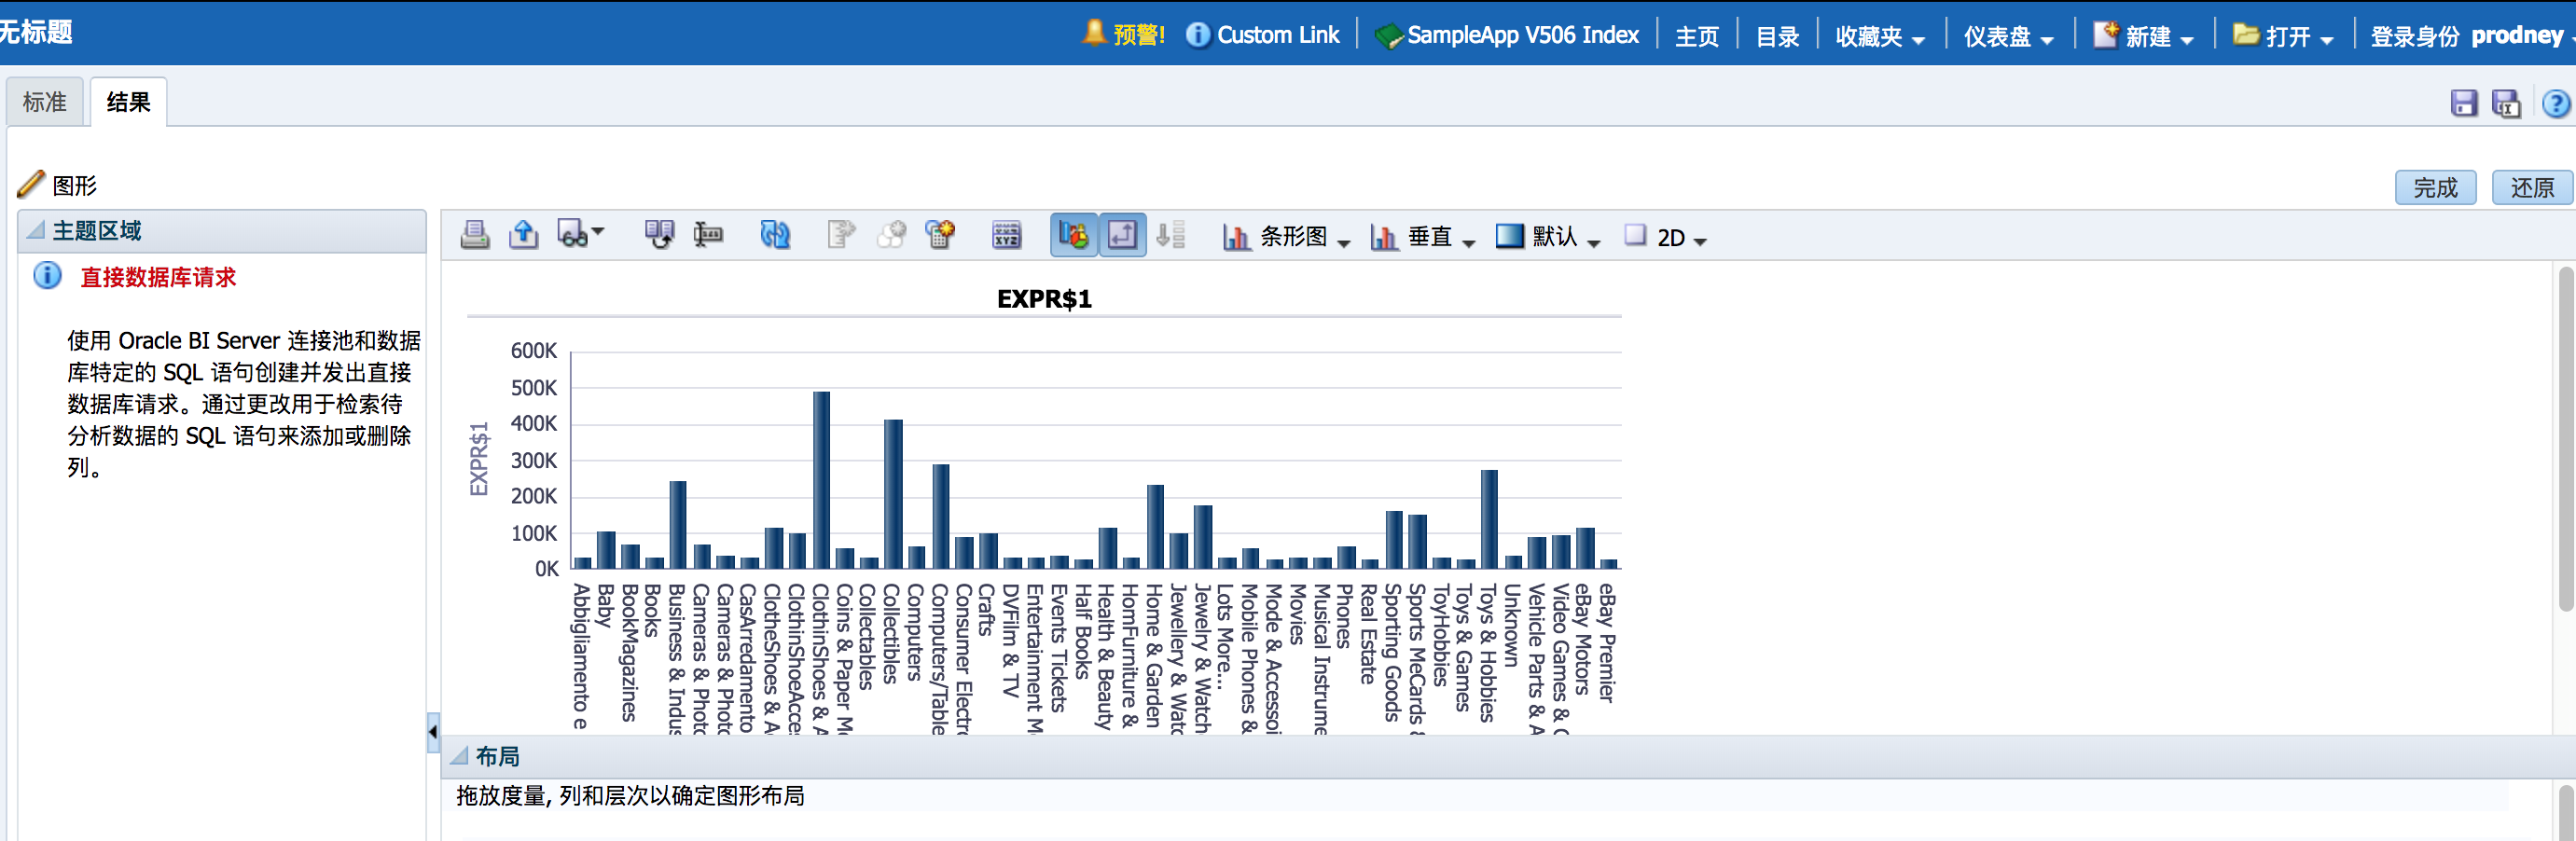 无标题
预警! Custom Link SampleApp V506 Index 主页 目录 收藏夹 仪表盘 新建 打开 登录身份 prodney
标准 结果
图形
完成 还原
主题区域
直接数据库请求
使用 Oracle BI Server 连接池和数据
库特定的 SQL 语句创建并发出直接
数据库请求。通过更改用于检索待
分析数据的 SQL 语句来添加或删除
列。
XYZ 条形图 垂直 默认 2D
EXPR$1
EXPR$1
600K
500K
400K
300K
200K
100K
0K
Abbigliamento e
Baby
BookMagazines
Books
Business & Indus
Cameras & Photo
Cameras & Photo
CasArredamento
ClotheShoes & A
ClothinShoeAcces
ClothinShoes & A
Coins & Paper Mo
Collectables
Collectibles
Computers
Computers/Table
Consumer Electro
Crafts
DVFilm & TV
Entertainment M
Events Tickets
Half Books
Health & Beauty
HomFurniture &
Home & Garden
Jewellery & Watc
Jewelry & Watch
Lots More...
Mobile Phones &
Mode & Accessoi
Movies
Musical Instrume
Phones
Real Estate
Sporting Goods
Sports MeCards &
ToyHobbies
Toys & Games
Toys & Hobbies
Unknown
Vehicle Parts & A
Video Games & C
eBay Motors
eBay Premier
布局
拖放度量, 列和层次以确定图形布局